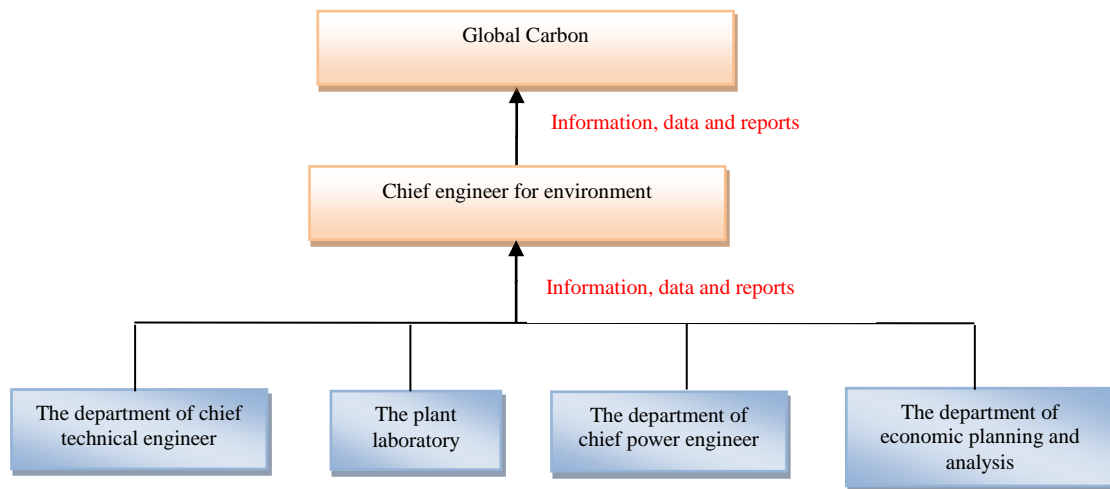 Global Carbon
Information, data and reports
Chief engineer for environment
Information, data and reports
The department of chief
technical engineer
The plant
laboratory
The department of
chief power engineer
The department of
economic planning and
analysis